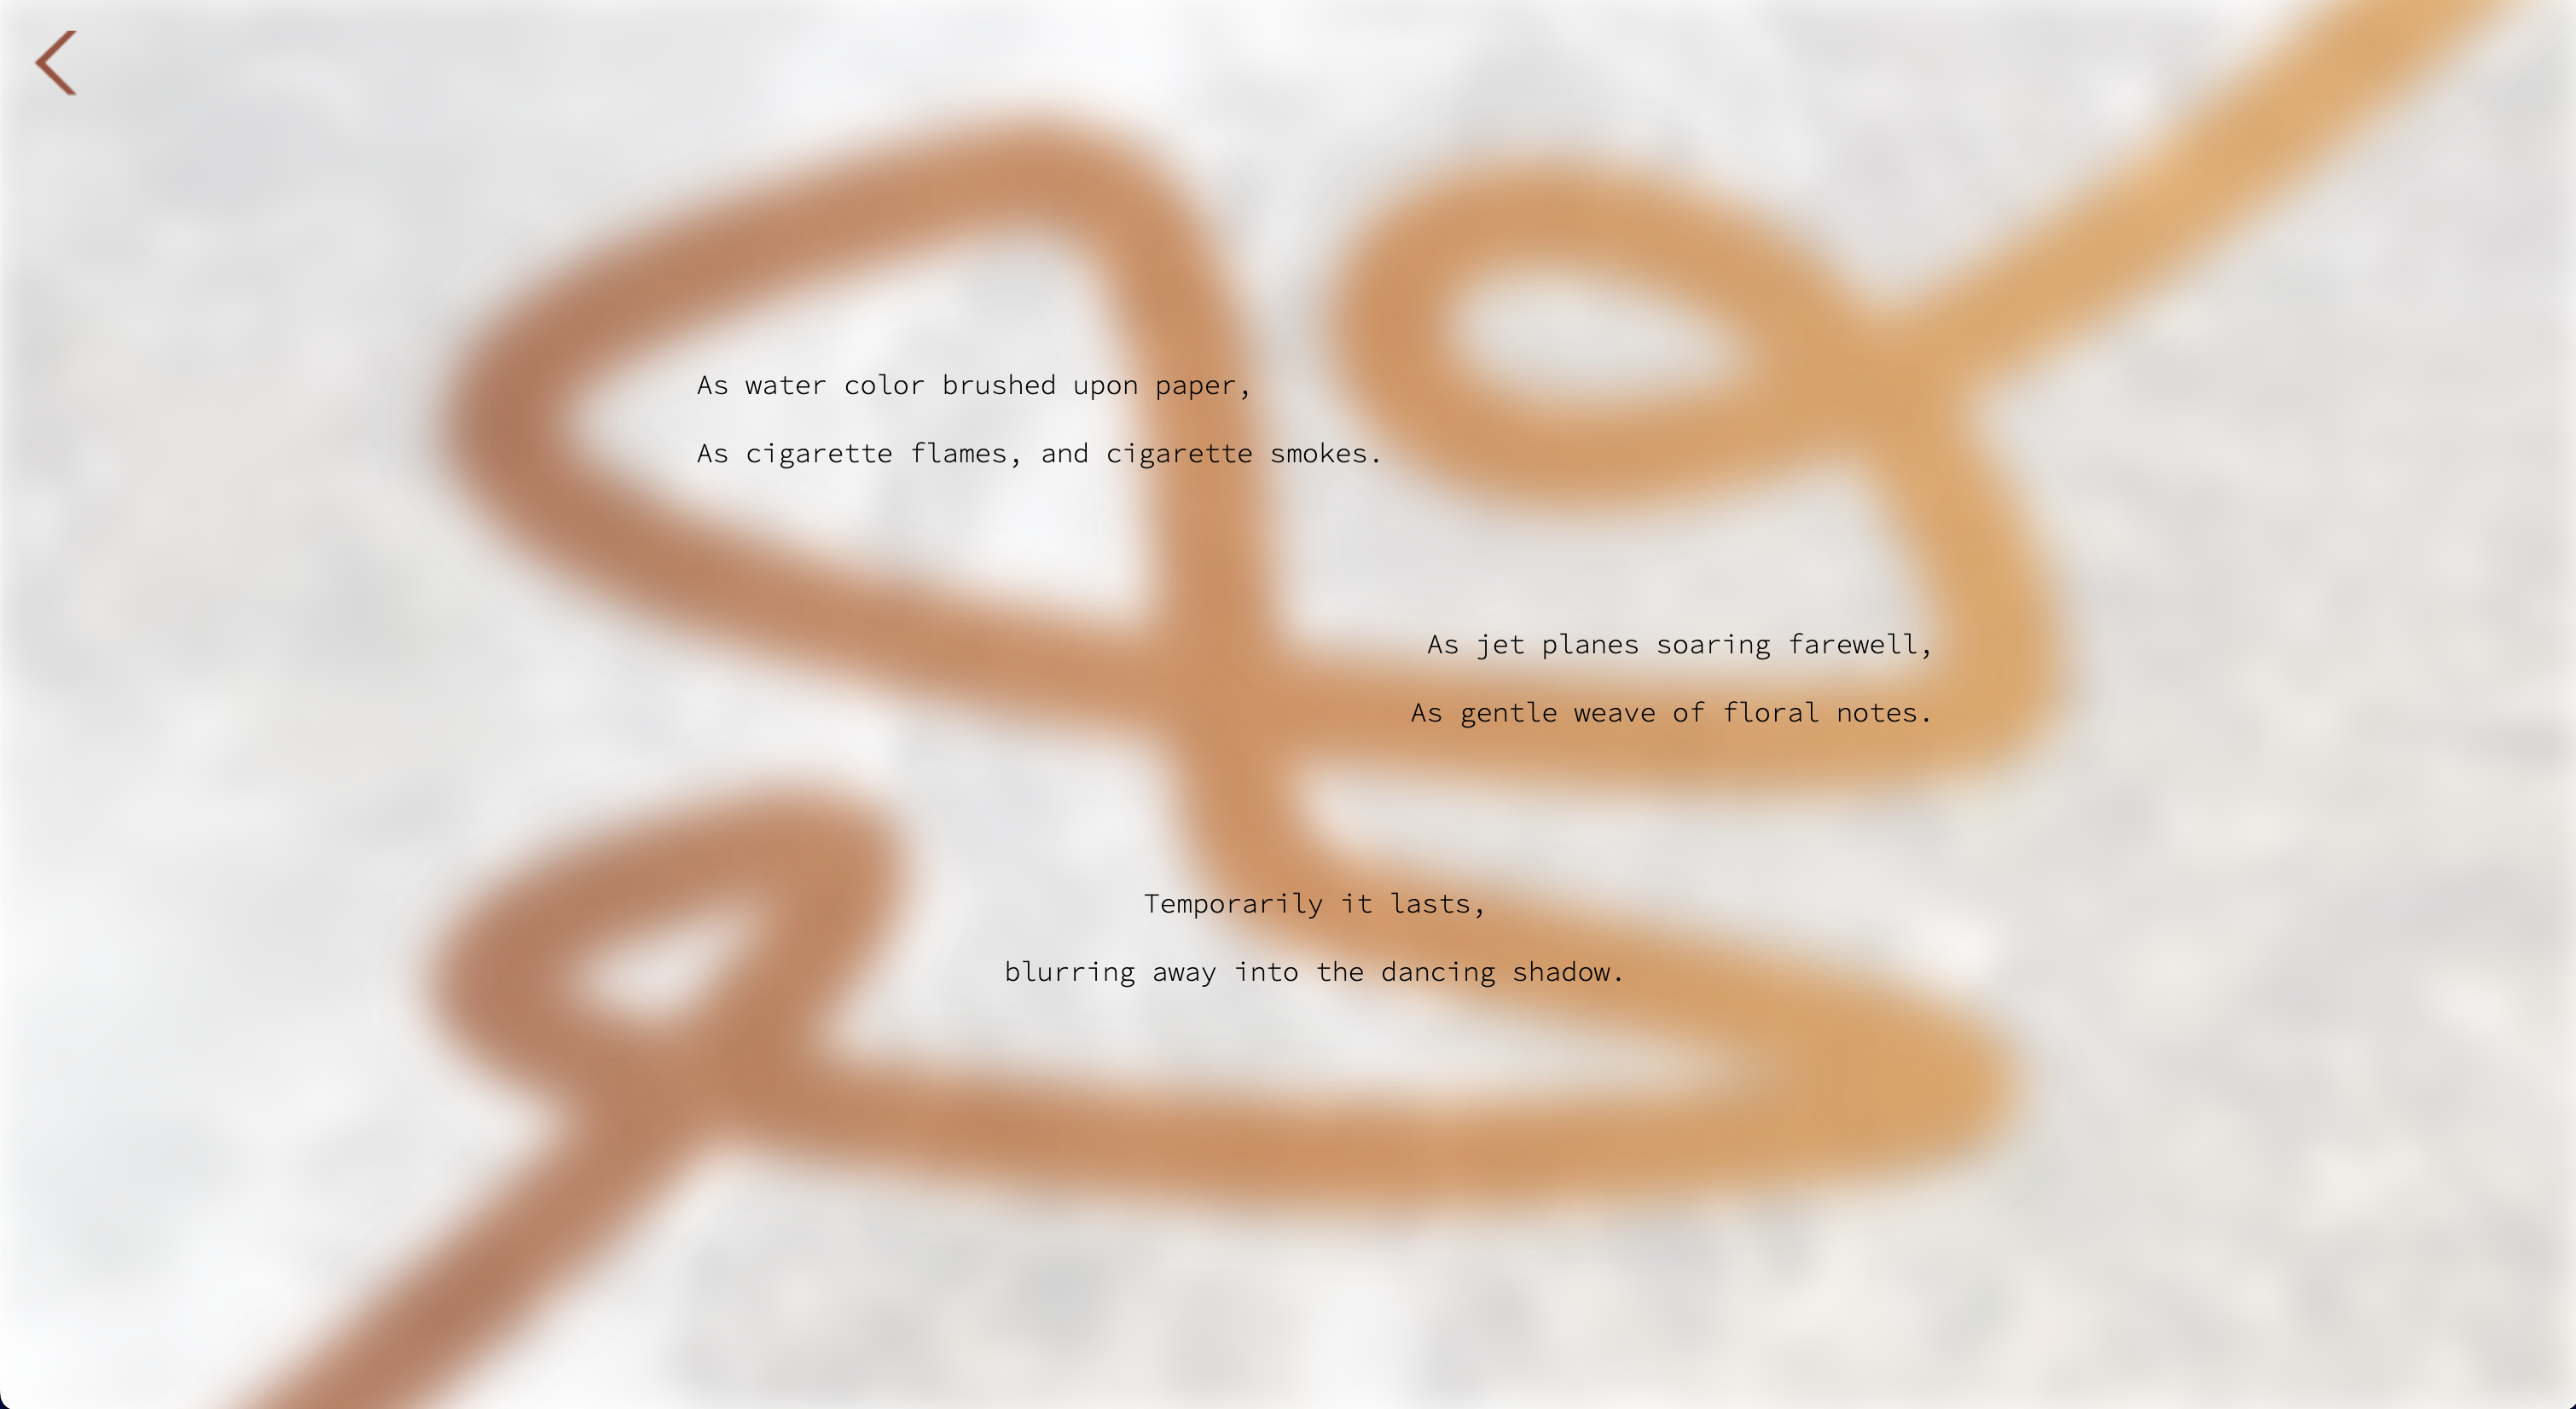 As water color brushed upon paper,
As cigarette flames, and cigarette smokes.
As jet planes soaring farewell,
As gentle weave of floral notes.
Temporarily it lasts,
blurring away into the dancing shadow.